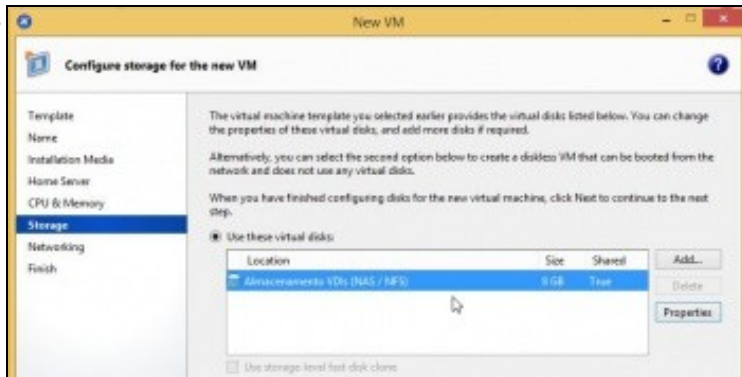 New VM
Configure storage for the new VM
Template
Name
Installation Media
Home Server
CPU & Memory
Storage
Networking
Finish
The virtual machine template you selected earlier provides the virtual disks listed below. You can change
the properties of these virtual disks, and add more disks if required.
Alternatively, you can select the second option below to create a diskless VM that can be booted from the
network and does not use any virtual disks.
When you have finished configuring disks for the new virtual machine, click Next to continue to the next
step.
Use these virtual disks:
Location Size Shared
Almacenamento VDIs (NAS / NFS) 8 GB True
Add...
Delete
Properties
Use storage-level fast disk clone